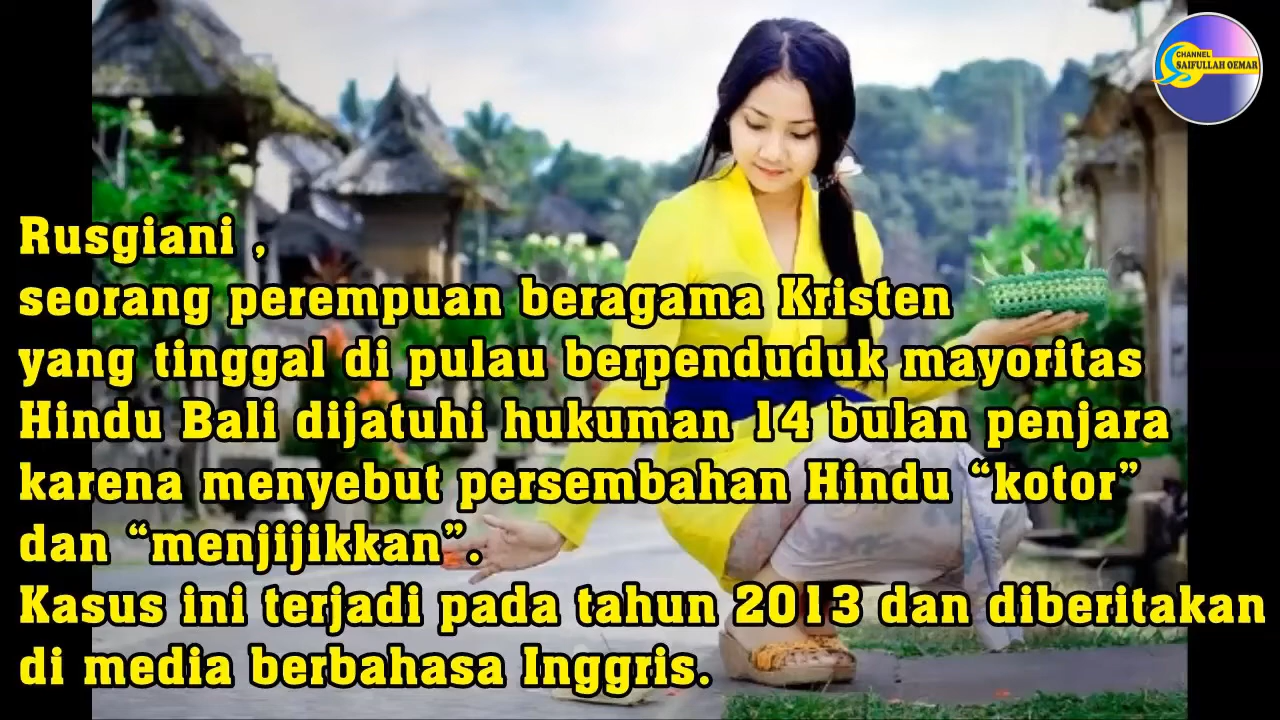 CHANNEL
SAIFULLAH OEMAR
Rusgiani ,
seorang perempuan beragama Kristen
yang tinggal di pulau berpenduduk mayoritas
Hindu Bali dijatuhi hukuman 14 bulan penjara
karena menyebut persembahan Hindu “kotor”
dan “menjijikkan”.
Kasus ini terjadi pada tahun 2013 dan diberitakan
di media berbahasa Inggris.